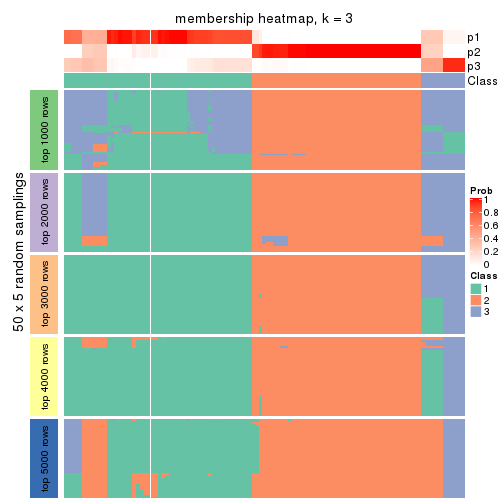 membership heatmap, k = 3
p1
p2
p3
Class
50 x 5 random samplings
top 1000 rows
top 2000 rows
top 3000 rows
top 4000 rows
top 5000 rows
Prob
1
0.8
0.6
0.4
0.2
0
Class
1
2
3